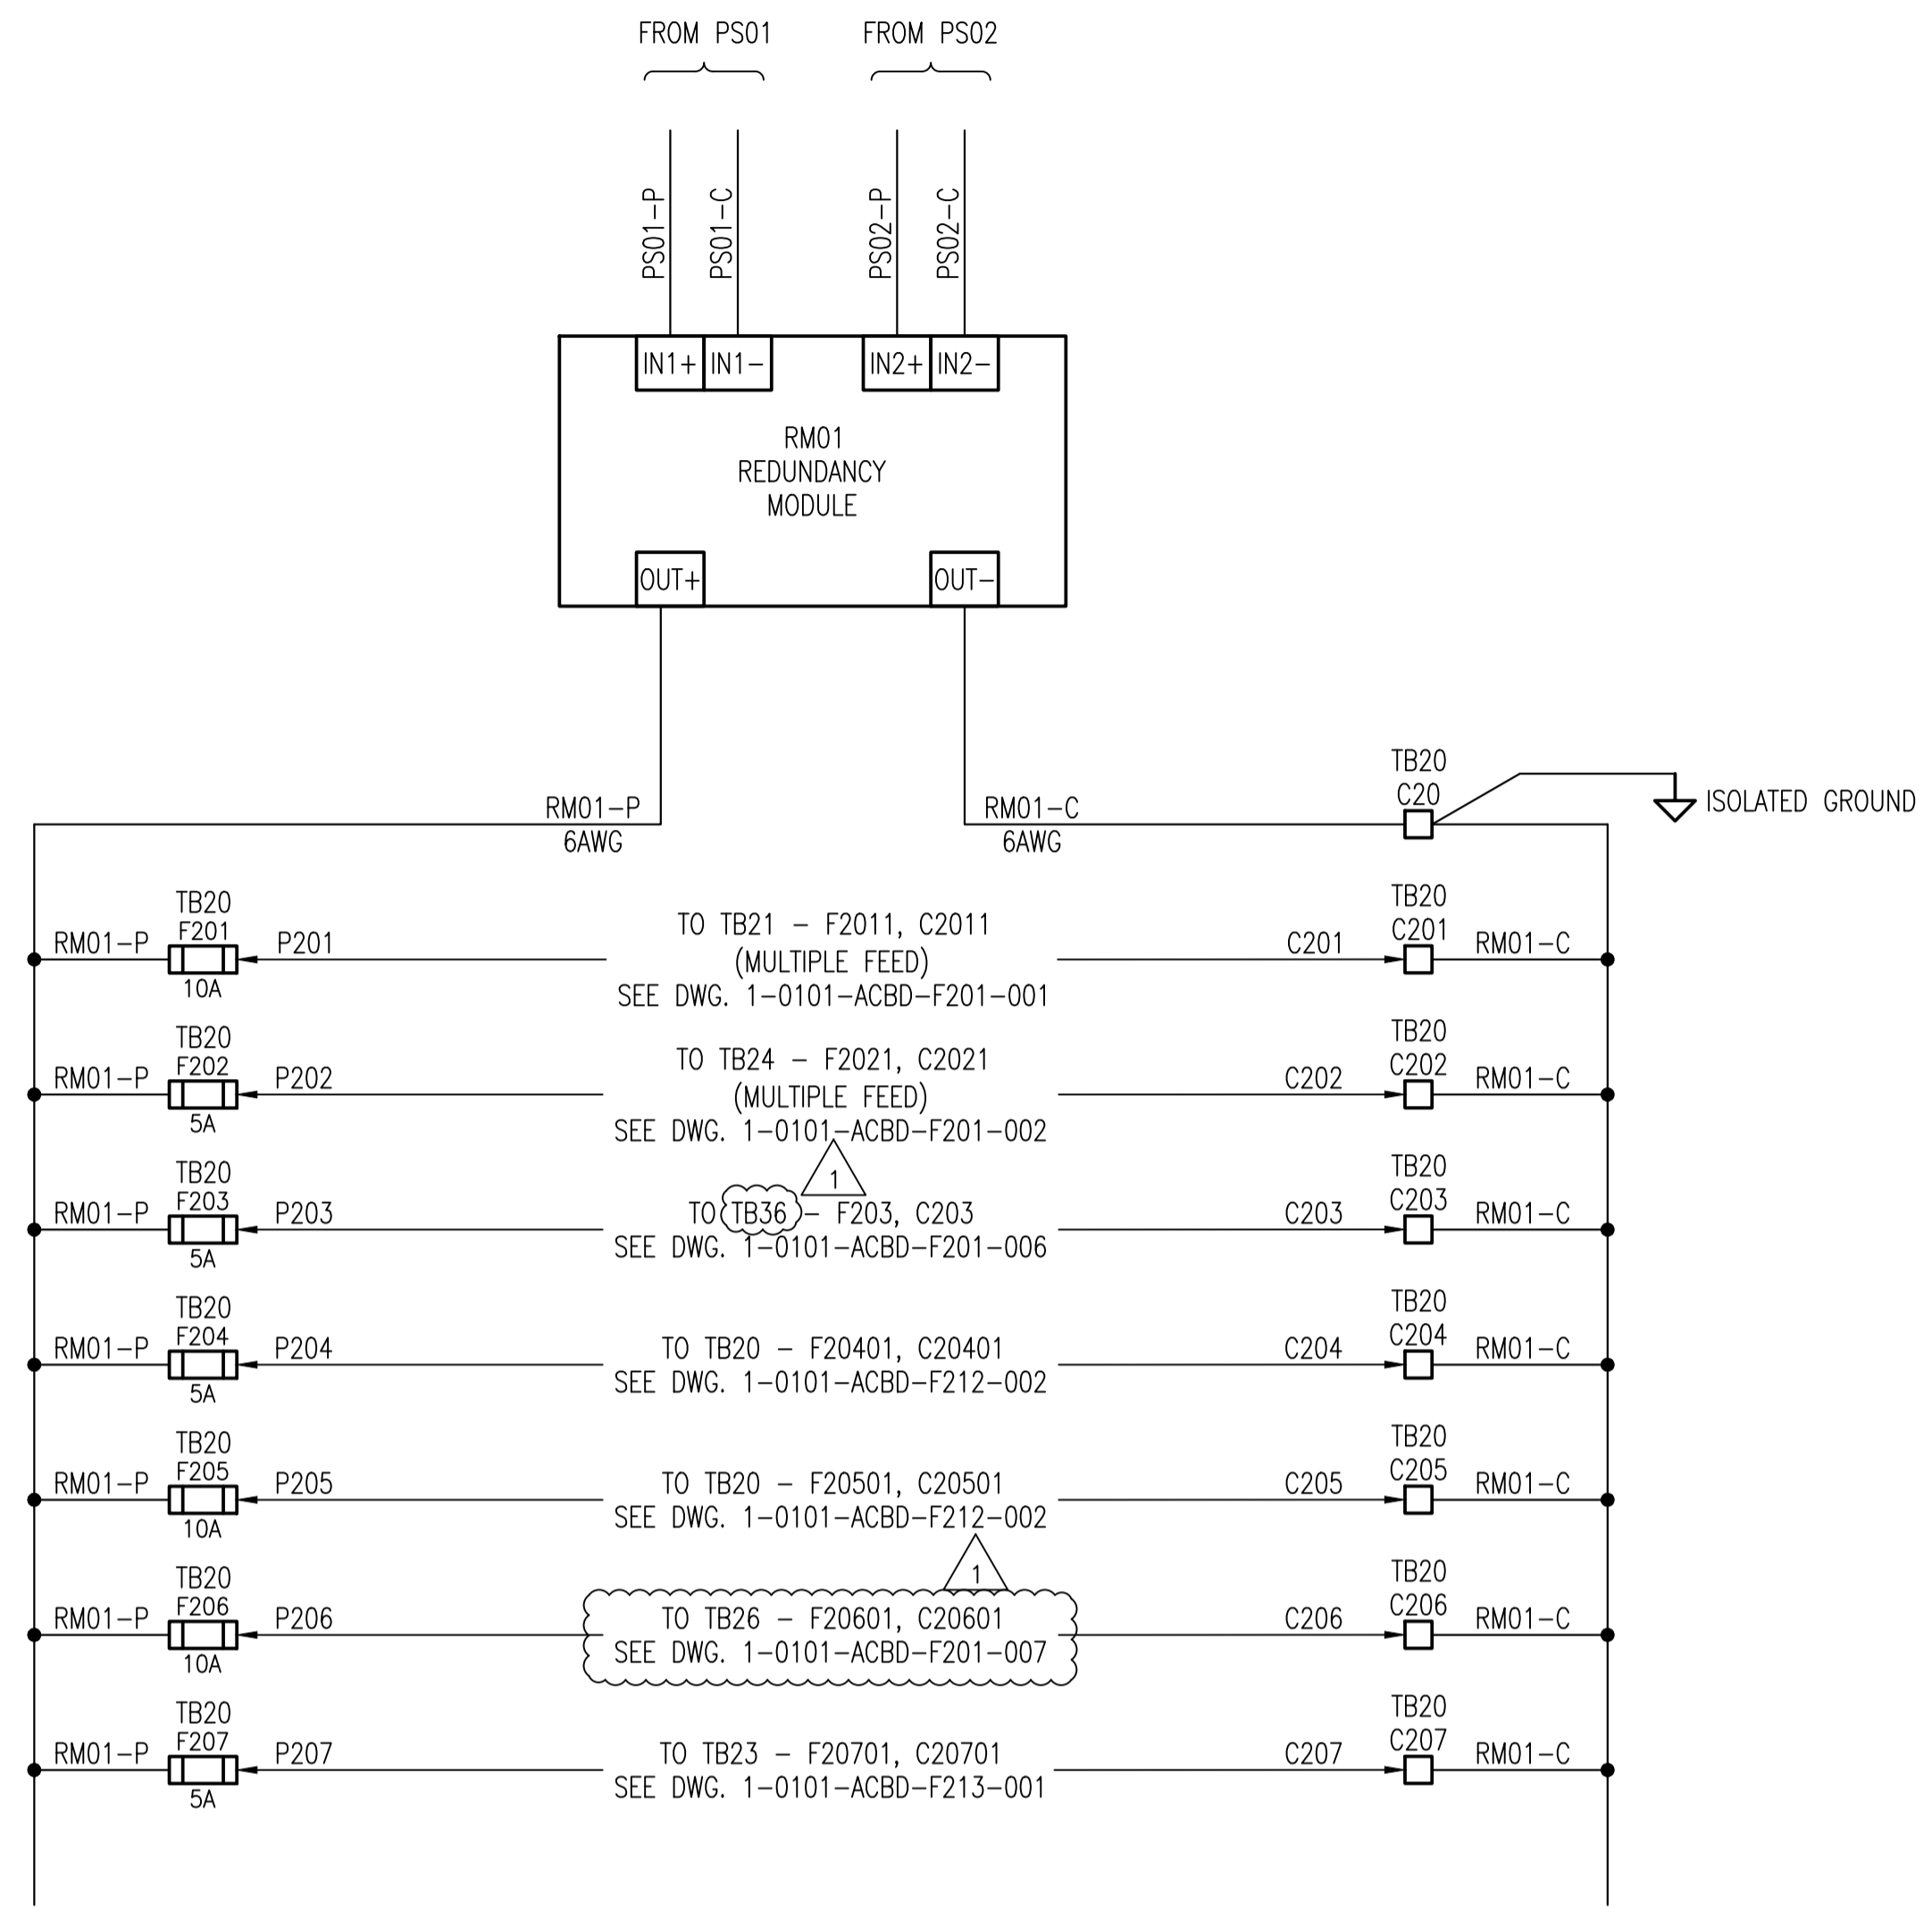 FROM PS01 FROM PS02
PS01-P PS01-C PS02-P PS02-C
IN1+ IN1- IN2+ IN2-
RM01
REDUNDANCY
MODULE
OUT+ OUT-
TB20
C20
ISOLATED GROUND
RM01-P RM01-C
6AWG 6AWG
TB20 TB20
F201 TO TB21 - F2011, C2011 C201
RM01-P P201 (MULTIPLE FEED) C201 RM01-C
10A SEE DWG. 1-0101-ACBD-F201-001
TB20 TB20
F202 TO TB24 - F2021, C2021 C202
RM01-P P202 (MULTIPLE FEED) C202 RM01-C
5A SEE DWG. 1-0101-ACBD-F201-002
1
TB20 TB20
F203 C203
RM01-P P203 TO TB36 - F203, C203 C203 RM01-C
5A SEE DWG. 1-0101-ACBD-F201-006
TB20 TB20
F204 C204
RM01-P P204 TO TB20 - F20401, C20401 C204 RM01-C
5A SEE DWG. 1-0101-ACBD-F212-002
TB20 TB20
F205 C205
RM01-P P205 TO TB20 - F20501, C20501 C205 RM01-C
10A SEE DWG. 1-0101-ACBD-F212-002
1
TB20 TB20
F206 C206
RM01-P P206 TO TB26 - F20601, C20601 C206 RM01-C
10A SEE DWG. 1-0101-ACBD-F201-007
TB20 TB20
F207 C207
RM01-P P207 TO TB23 - F20701, C20701 C207 RM01-C
5A SEE DWG. 1-0101-ACBD-F213-001